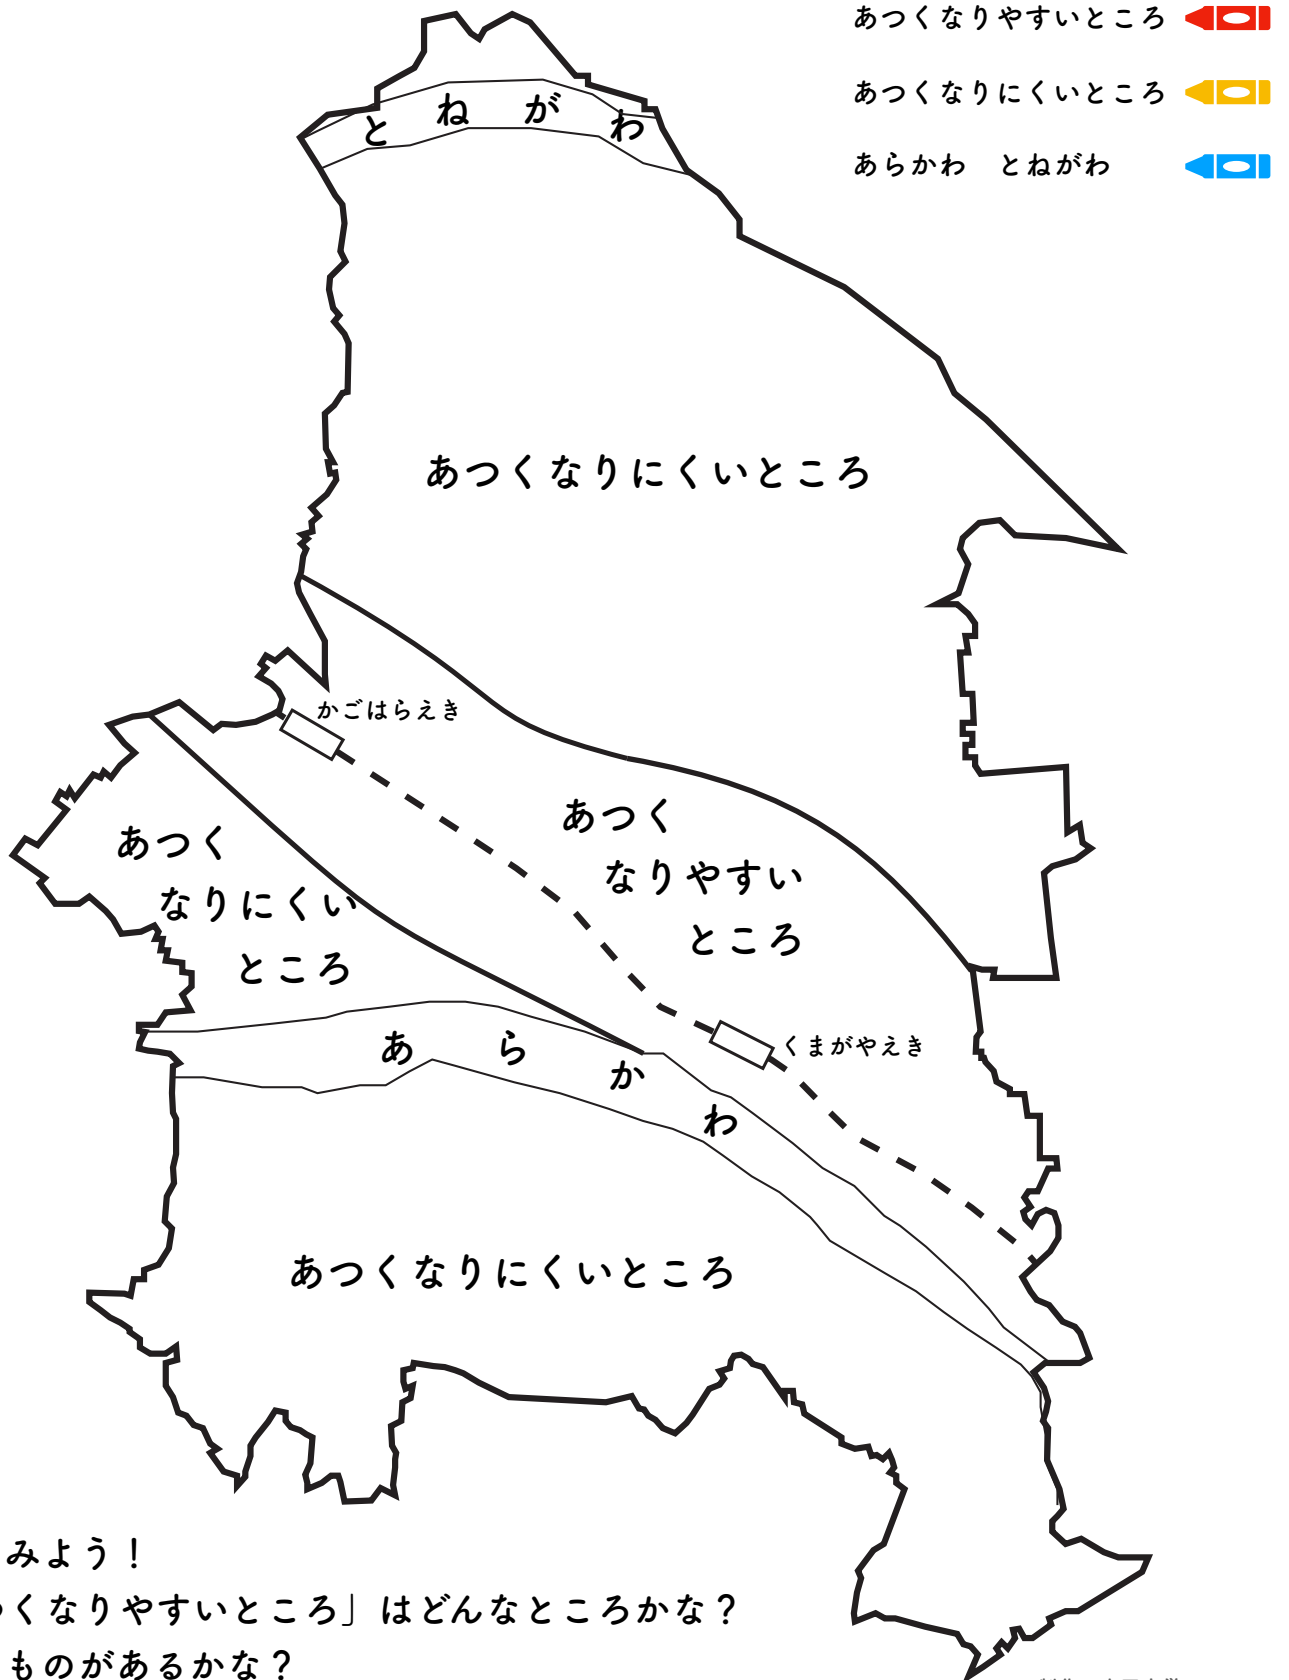 あつくなりやすいところ
あつくなりにくいところ
あらかわ　とねがわ
とねがわ
あつくなりにくいところ
かごはらえき
あつく
なりやすい
ところ
あつく
なりにくい
ところ
くまがやえき
あらかわ
あつくなりにくいところ
みよう！
くなりやすいところ」はどんなところかな？
ものがあるかな？